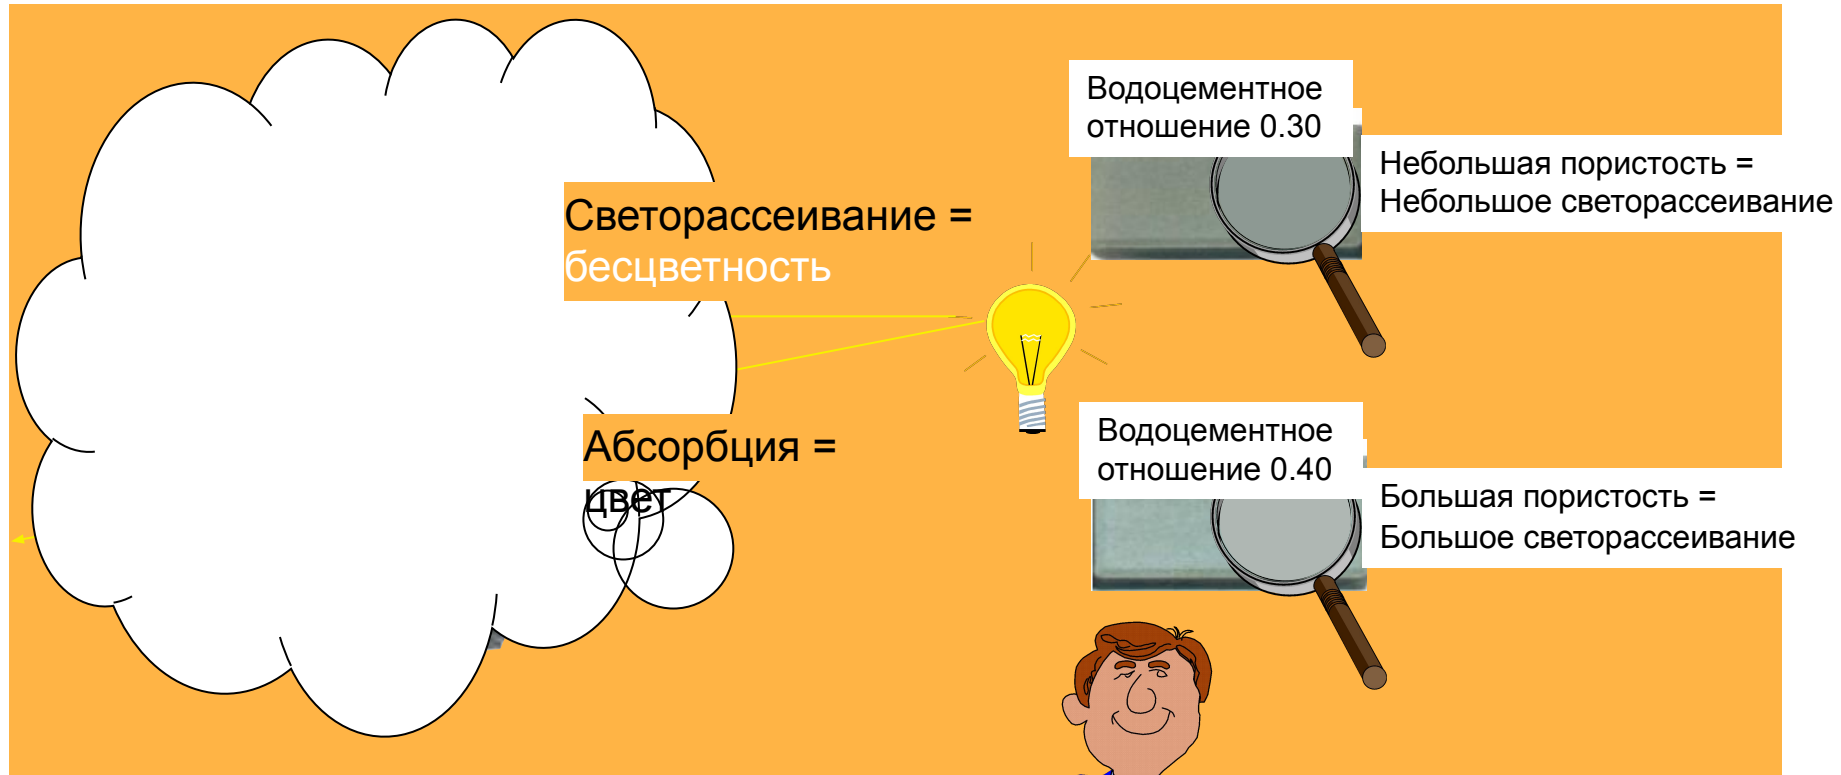 Светорассеивание =
бесцветность
Абсорбция =
цвет
Водоцементное
отношение 0.30
Небольшая пористость =
Небольшое светорассеивание
Водоцементное
отношение 0.40
Большая пористость =
Большое светорассеивание